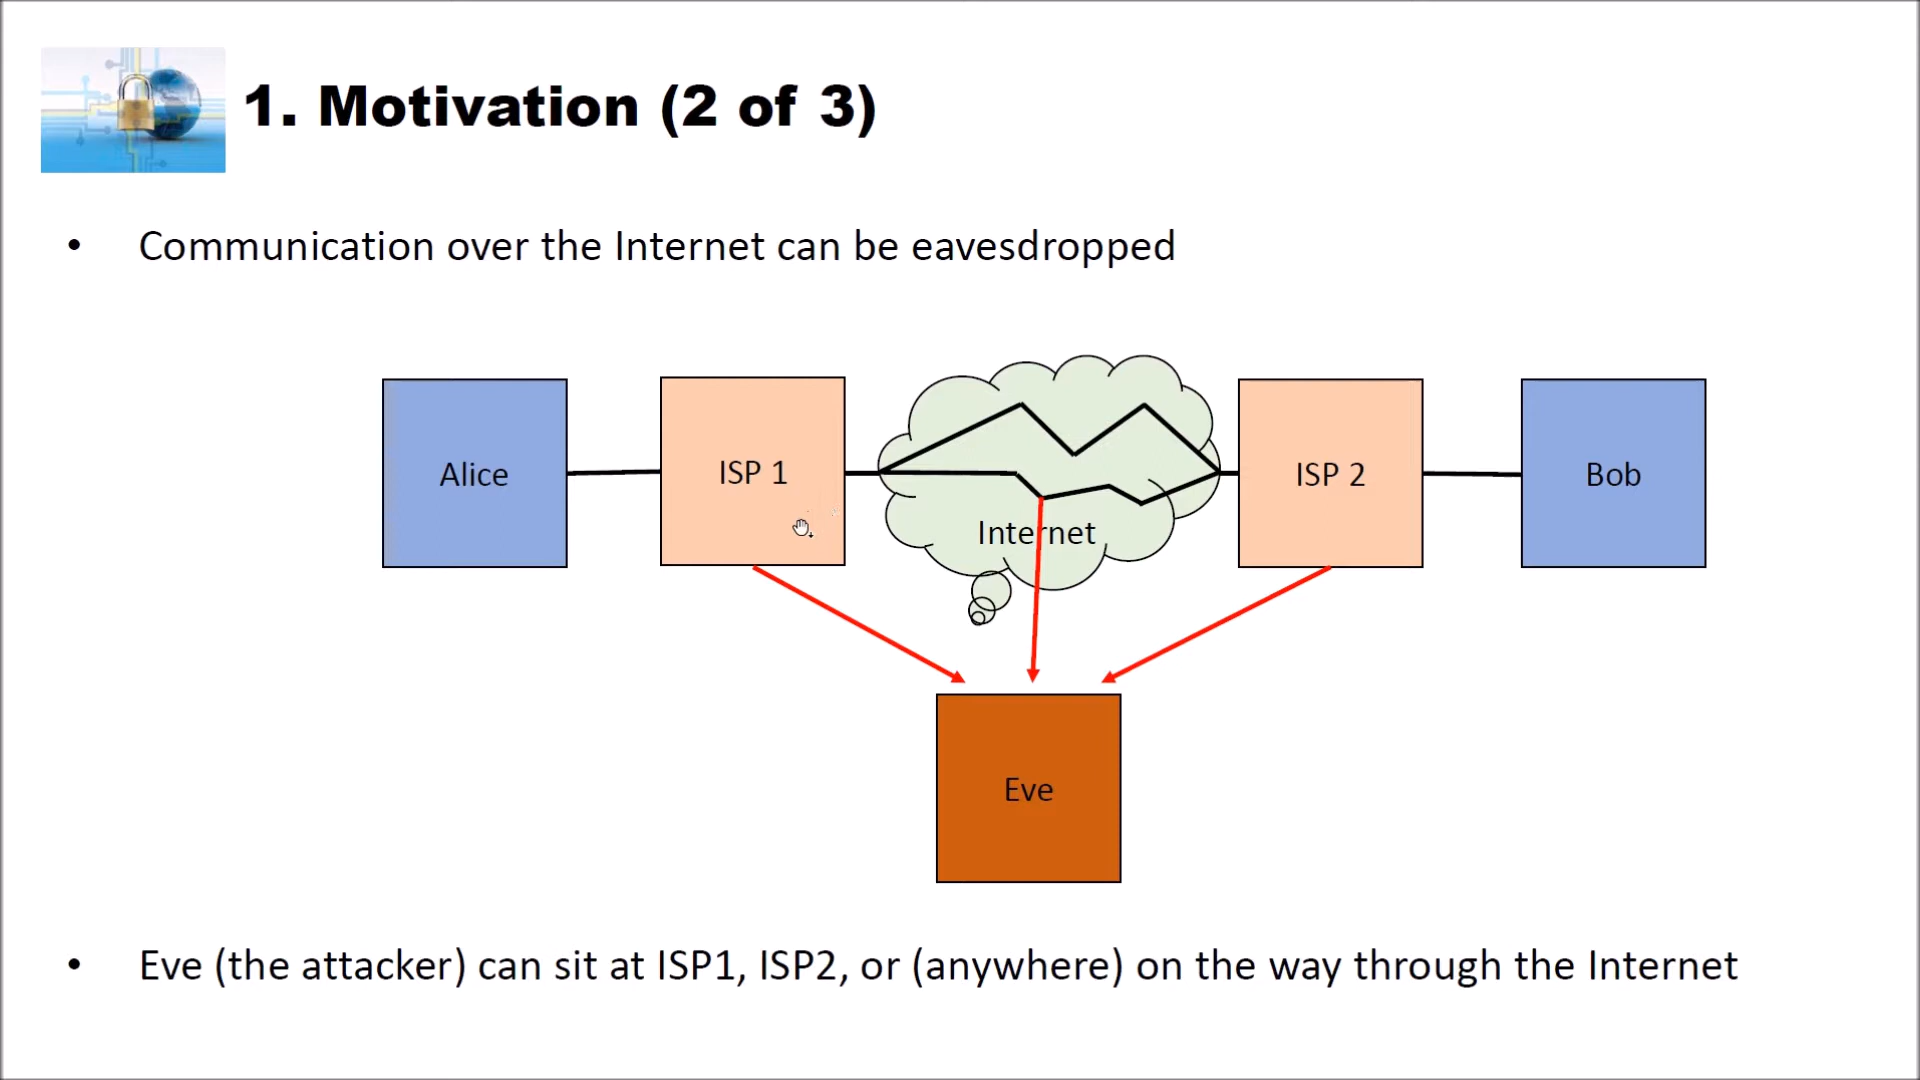 1. Motivation (2 of 3)
• Communication over the Internet can be eavesdropped
Alice
ISP 1
Internet
ISP 2
Bob
Eve
• Eve (the attacker) can sit at ISP1, ISP2, or (anywhere) on the way through the Internet